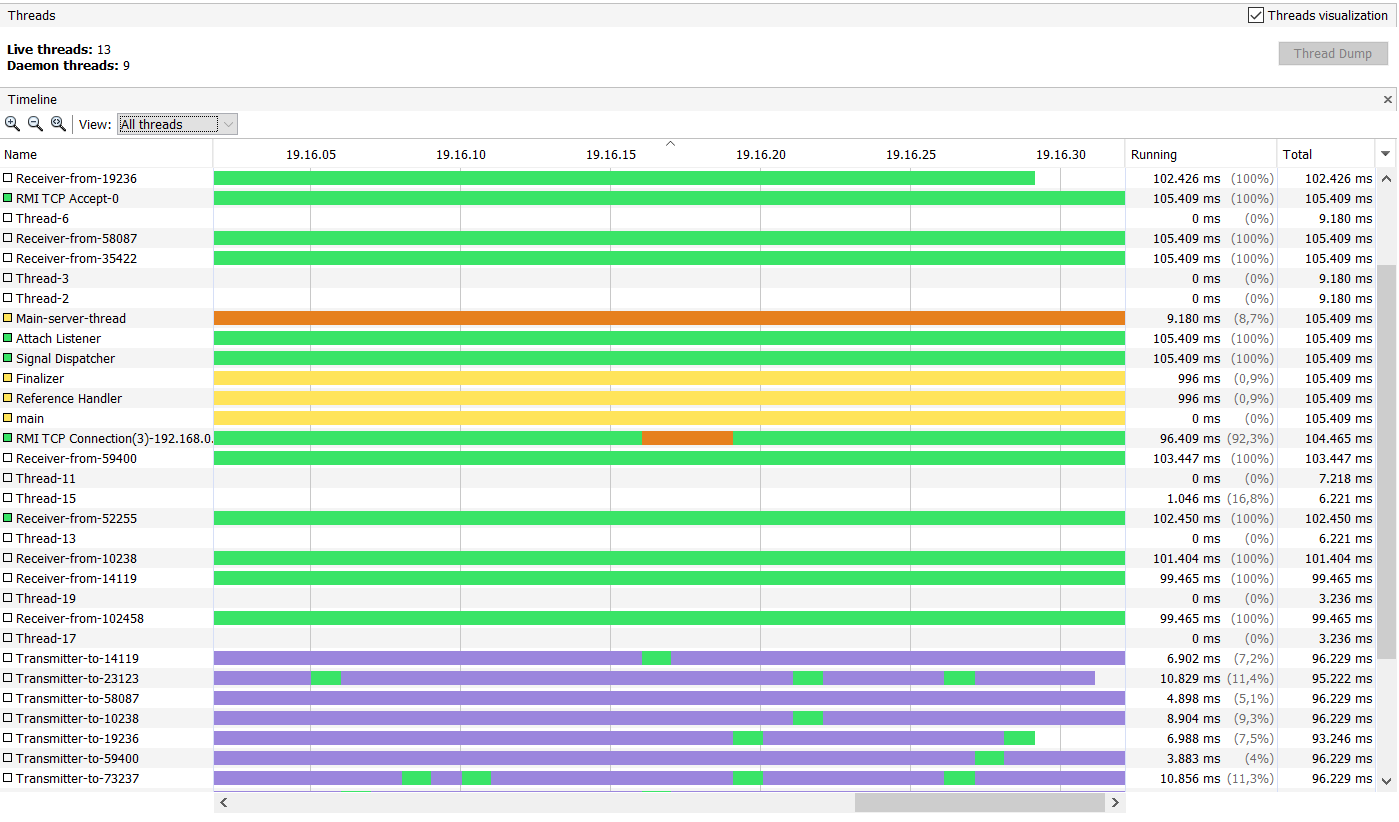 Threads
Threads visualization
Live threads: 13
Daemon threads: 9
Thread Dump
Timeline
View: All threads
Name 19.16.05 19.16.10 19.16.15 19.16.20 19.16.25 19.16.30 Running Total
Receiver-from-19236 102.426 ms (100%) 102.426 ms
RMI TCP Accept-0 105.409 ms (100%) 105.409 ms
Thread-6 0 ms (0%) 9.180 ms
Receiver-from-58087 105.409 ms (100%) 105.409 ms
Receiver-from-35422 105.409 ms (100%) 105.409 ms
Thread-3 0 ms (0%) 9.180 ms
Thread-2 0 ms (0%) 9.180 ms
Main-server-thread 9.180 ms (8,7%) 105.409 ms
Attach Listener 105.409 ms (100%) 105.409 ms
Signal Dispatcher 105.409 ms (100%) 105.409 ms
Finalizer 996 ms (0,9%) 105.409 ms
Reference Handler 996 ms (0,9%) 105.409 ms
main 0 ms (0%) 105.409 ms
RMI TCP Connection(3)-192.168.0. 96.409 ms (92,3%) 104.465 ms
Receiver-from-59400 103.447 ms (100%) 103.447 ms
Thread-11 0 ms (0%) 7.218 ms
Thread-15 1.046 ms (16,8%) 6.221 ms
Receiver-from-52255 102.450 ms (100%) 102.450 ms
Thread-13 0 ms (0%) 6.221 ms
Receiver-from-10238 101.404 ms (100%) 101.404 ms
Receiver-from-14119 99.465 ms (100%) 99.465 ms
Thread-19 0 ms (0%) 3.236 ms
Receiver-from-102458 99.465 ms (100%) 99.465 ms
Thread-17 0 ms (0%) 3.236 ms
Transmitter-to-14119 6.902 ms (7,2%) 96.229 ms
Transmitter-to-23123 10.829 ms (11,4%) 95.222 ms
Transmitter-to-58087 4.898 ms (5,1%) 96.229 ms
Transmitter-to-10238 8.904 ms (9,3%) 96.229 ms
Transmitter-to-19236 6.988 ms (7,5%) 93.246 ms
Transmitter-to-59400 3.883 ms (4%) 96.229 ms
Transmitter-to-73237 10.856 ms (11,3%) 96.229 ms